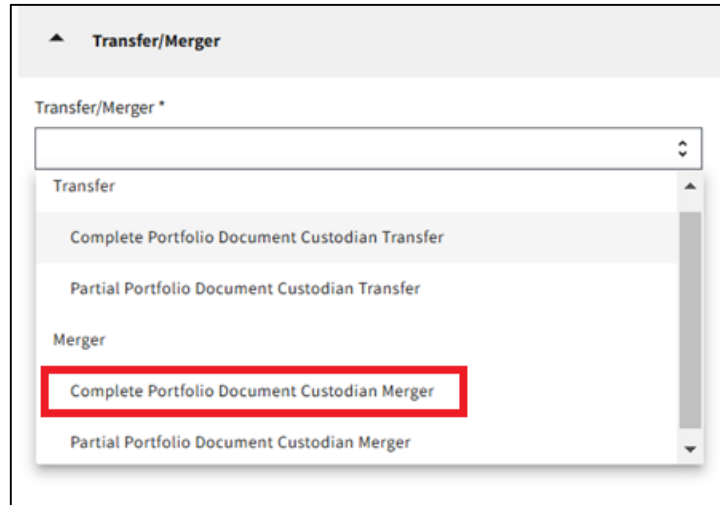 Transfer/Merger
Transfer/Merger *
Transfer
Complete Portfolio Document Custodian Transfer
Partial Portfolio Document Custodian Transfer
Merger
Complete Portfolio Document Custodian Merger
Partial Portfolio Document Custodian Merger